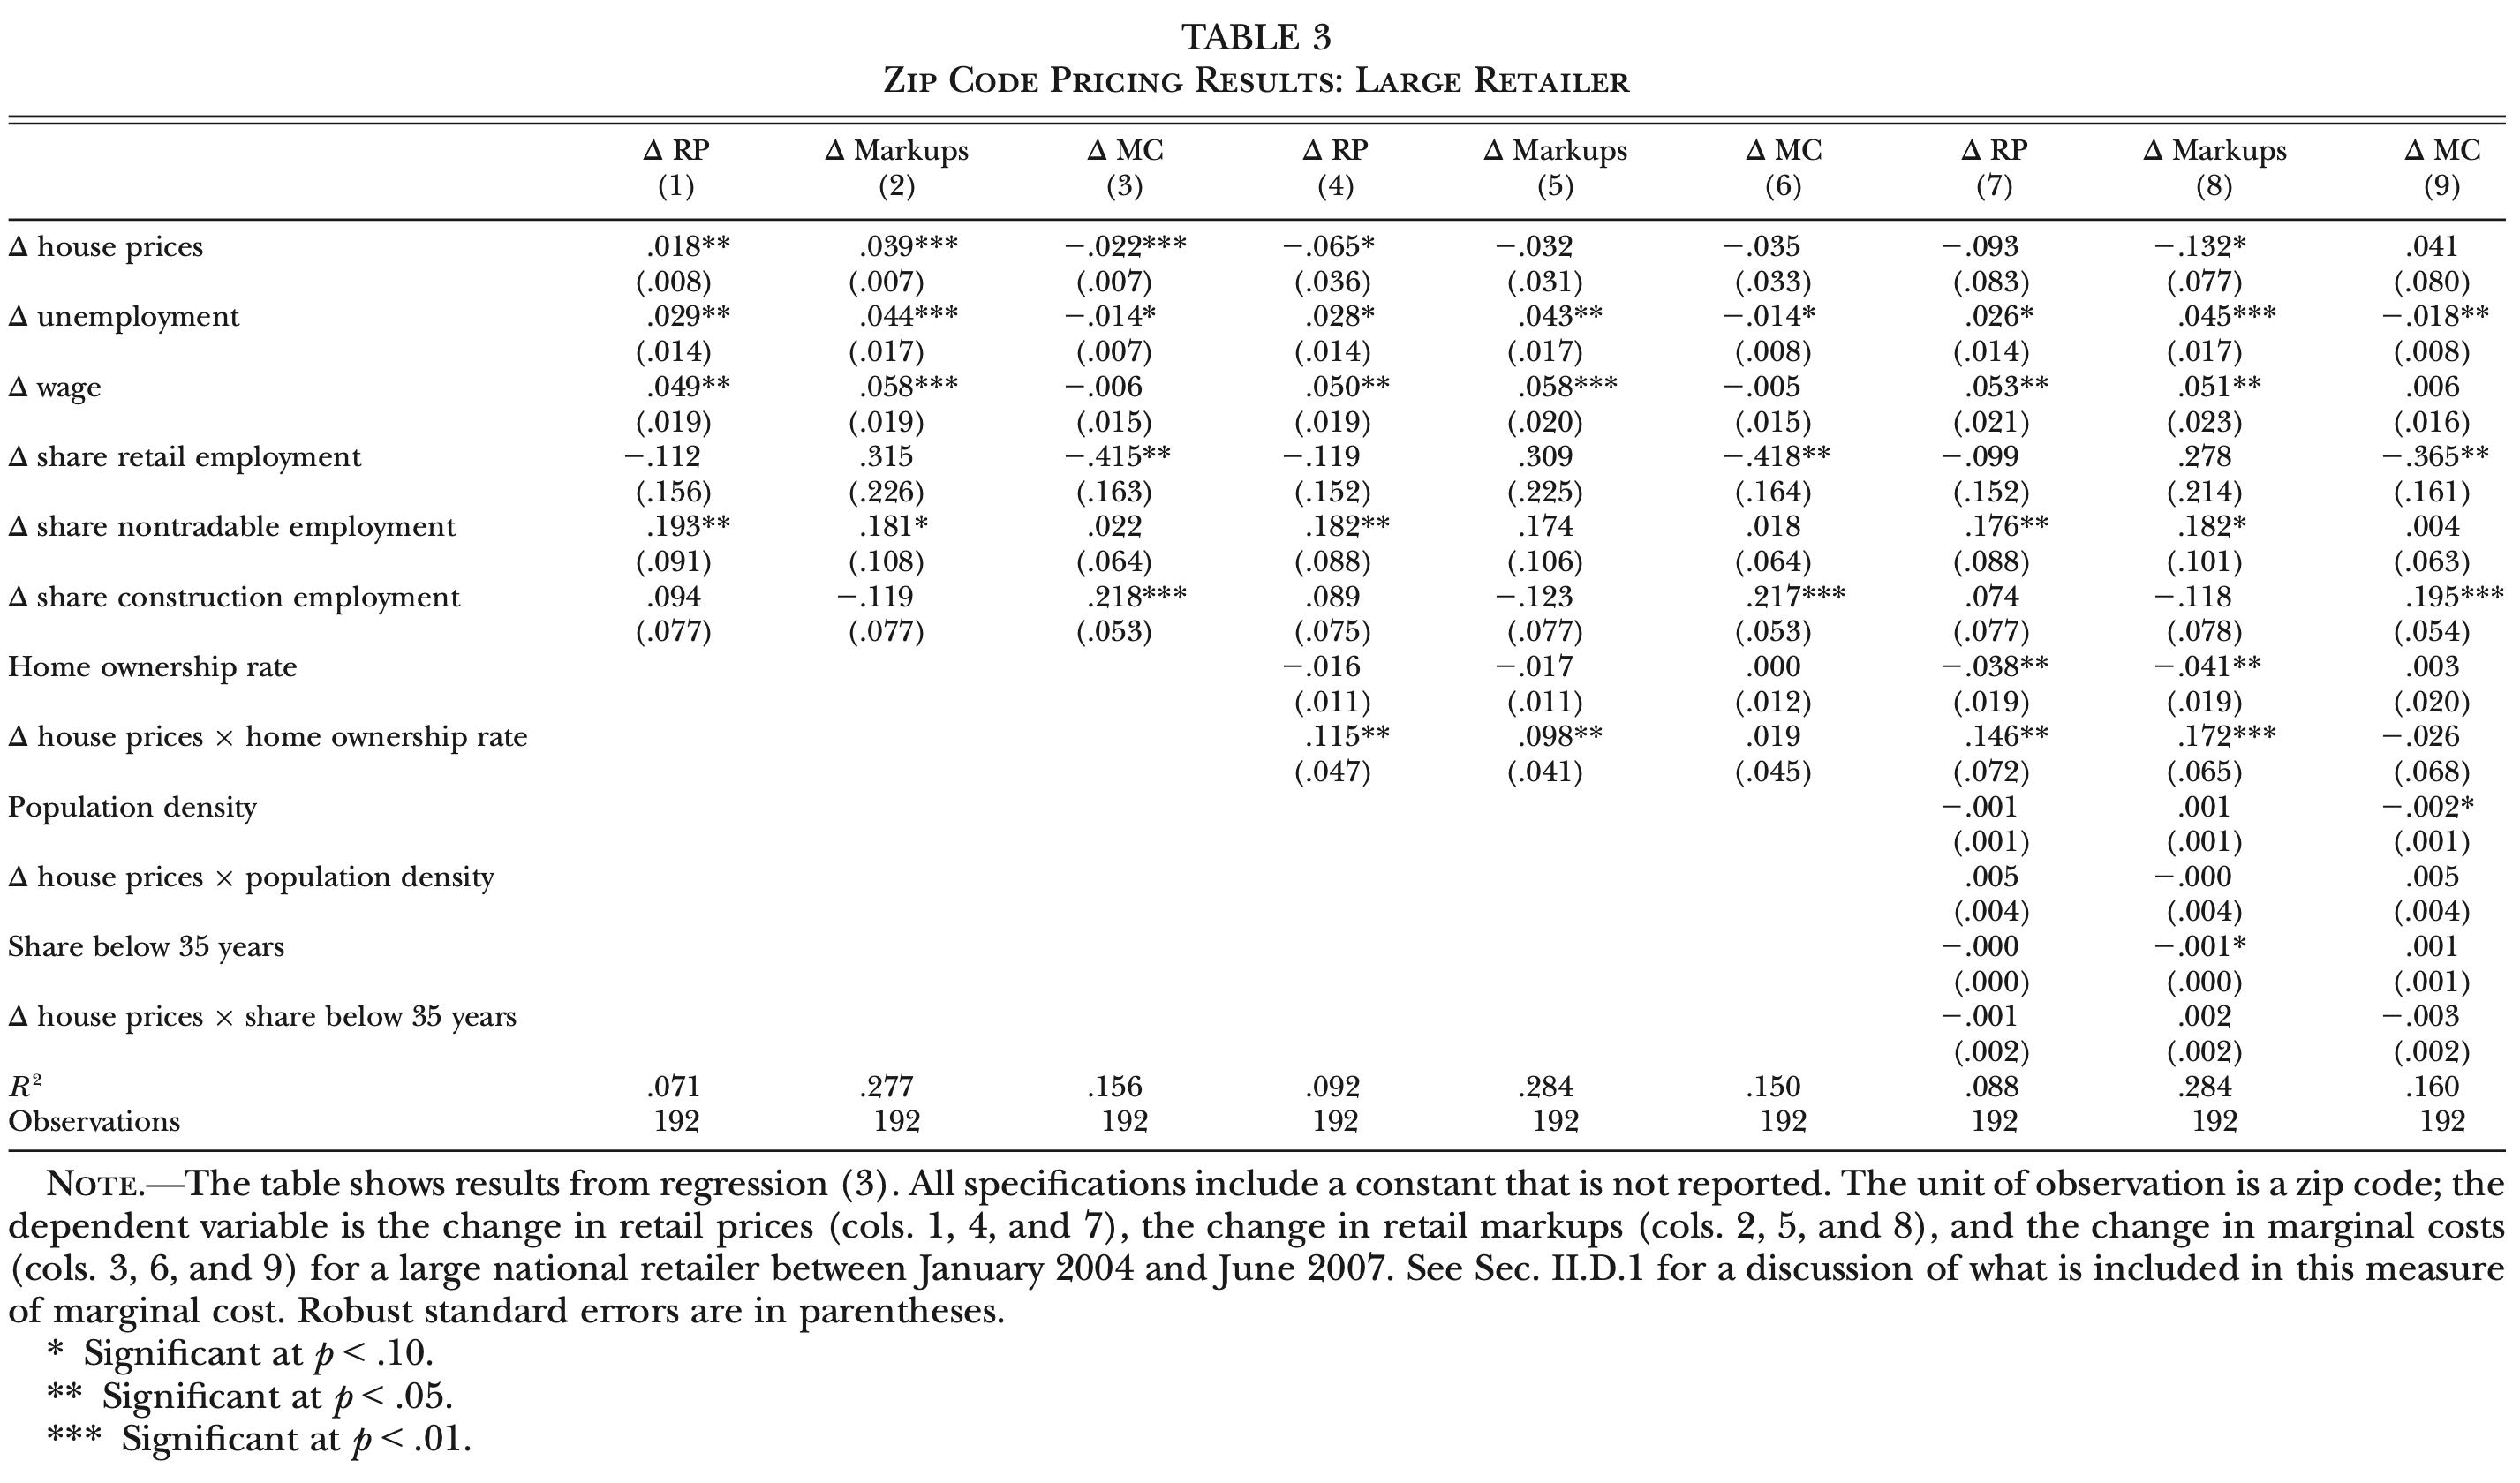 TABLE 3
Zip Code Pricing Results: Large Retailer
Δ RP Δ Markups Δ MC Δ RP Δ Markups Δ MC Δ RP Δ Markups Δ MC
(1) (2) (3) (4) (5) (6) (7) (8) (9)
Δ house prices .018** .039*** −.022*** −.065* −.032 −.035 −.093 −.132* .041
(.008) (.007) (.007) (.036) (.031) (.033) (.083) (.077) (.080)
Δ unemployment .029** .044*** −.014* .028* .043** −.014* .026* .045*** −.018**
(.014) (.017) (.007) (.014) (.017) (.008) (.014) (.017) (.008)
Δ wage .049** .058*** −.006 .050** .058*** −.005 .053** .051** .006
(.019) (.019) (.015) (.019) (.020) (.015) (.021) (.023) (.016)
Δ share retail employment −.112 .315 −.415** −.119 .309 −.418** −.099 .278 −.365**
(.156) (.226) (.163) (.152) (.225) (.164) (.152) (.214) (.161)
Δ share nontradable employment .193** .181* .022 .182** .174 .018 .176** .182* .004
(.091) (.108) (.064) (.088) (.106) (.064) (.088) (.101) (.063)
Δ share construction employment .094 −.119 .218*** .089 −.123 .217*** .074 −.118 .195***
(.077) (.077) (.053) (.075) (.077) (.053) (.077) (.078) (.054)
Home ownership rate −.016 −.017 .000 −.038** −.041** .003
(.011) (.011) (.012) (.019) (.019) (.020)
Δ house prices × home ownership rate .115** .098** .019 .146** .172*** −.026
(.047) (.041) (.045) (.072) (.065) (.068)
Population density −.001 .001 −.002*
(.001) (.001) (.001)
Δ house prices × population density .005 −.000 .005
(.004) (.004) (.004)
Share below 35 years −.000 −.001* .001
(.000) (.000) (.001)
Δ house prices × share below 35 years −.001 .002 −.003
(.002) (.002) (.002)
R² .071 .277 .156 .092 .284 .150 .088 .284 .160
Observations 192 192 192 192 192 192 192 192 192
Note.—The table shows results from regression (3). All specifications include a constant that is not reported. The unit of observation is a zip code; the
dependent variable is the change in retail prices (cols. 1, 4, and 7), the change in retail markups (cols. 2, 5, and 8), and the change in marginal costs
(cols. 3, 6, and 9) for a large national retailer between January 2004 and June 2007. See Sec. II.D.1 for a discussion of what is included in this measure
of marginal cost. Robust standard errors are in parentheses.
* Significant at p < .10.
** Significant at p < .05.
*** Significant at p < .01.